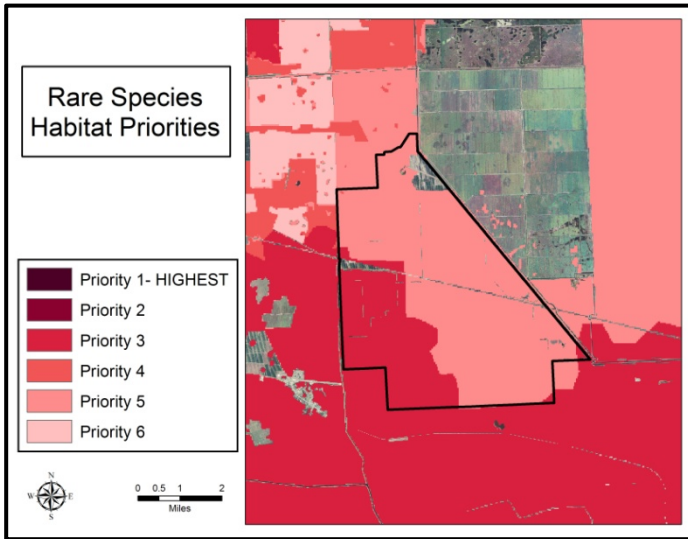 Rare Species
Habitat Priorities
Priority 1- HIGHEST
Priority 2
Priority 3
Priority 4
Priority 5
Priority 6
N
W E
S
0 0.5 1 2
Miles